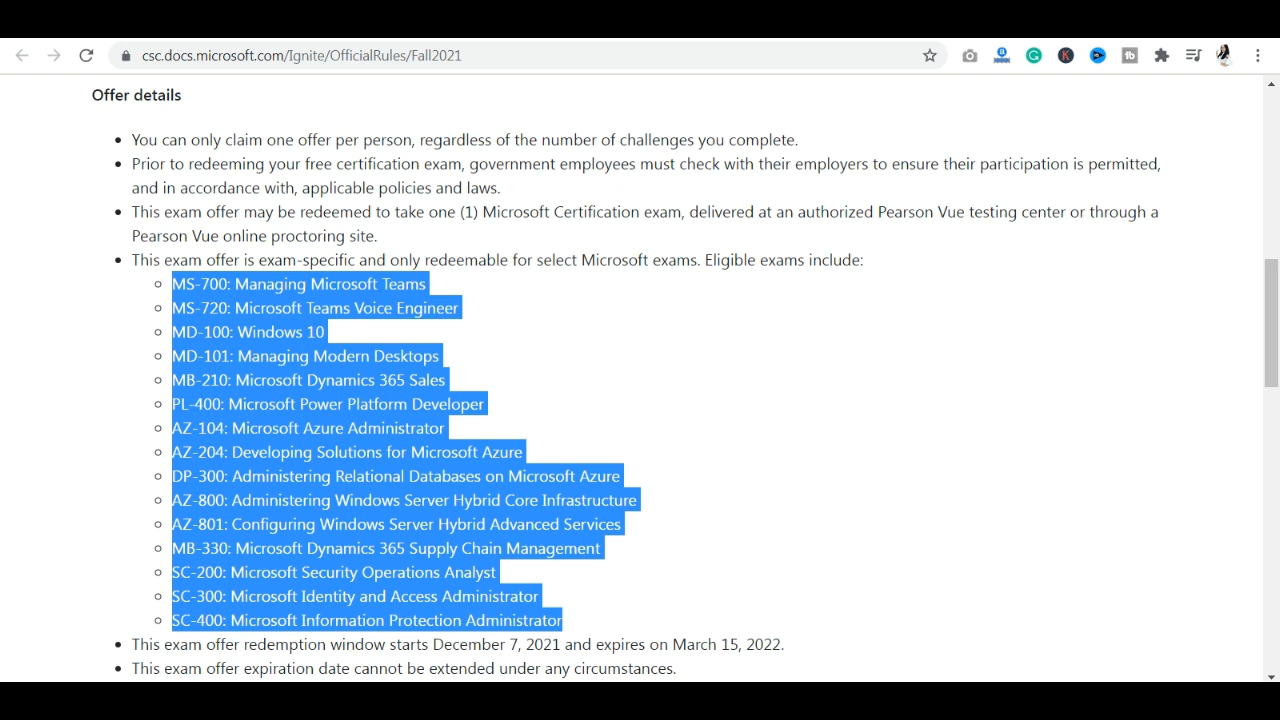 csc.docs.microsoft.com/Ignite/OfficialRules/Fall2021
Offer details
• You can only claim one offer per person, regardless of the number of challenges you complete.
• Prior to redeeming your free certification exam, government employees must check with their employers to ensure their participation is permitted,
and in accordance with, applicable policies and laws.
• This exam offer may be redeemed to take one (1) Microsoft Certification exam, delivered at an authorized Pearson Vue testing center or through a
Pearson Vue online proctoring site.
• This exam offer is exam-specific and only redeemable for select Microsoft exams. Eligible exams include:
○ MS-700: Managing Microsoft Teams
○ MS-720: Microsoft Teams Voice Engineer
○ MD-100: Windows 10
○ MD-101: Managing Modern Desktops
○ MB-210: Microsoft Dynamics 365 Sales
○ PL-400: Microsoft Power Platform Developer
○ AZ-104: Microsoft Azure Administrator
○ AZ-204: Developing Solutions for Microsoft Azure
○ DP-300: Administering Relational Databases on Microsoft Azure
○ AZ-800: Administering Windows Server Hybrid Core Infrastructure
○ AZ-801: Configuring Windows Server Hybrid Advanced Services
○ MB-330: Microsoft Dynamics 365 Supply Chain Management
○ SC-200: Microsoft Security Operations Analyst
○ SC-300: Microsoft Identity and Access Administrator
○ SC-400: Microsoft Information Protection Administrator
• This exam offer redemption window starts December 7, 2021 and expires on March 15, 2022.
• This exam offer expiration date cannot be extended under any circumstances.